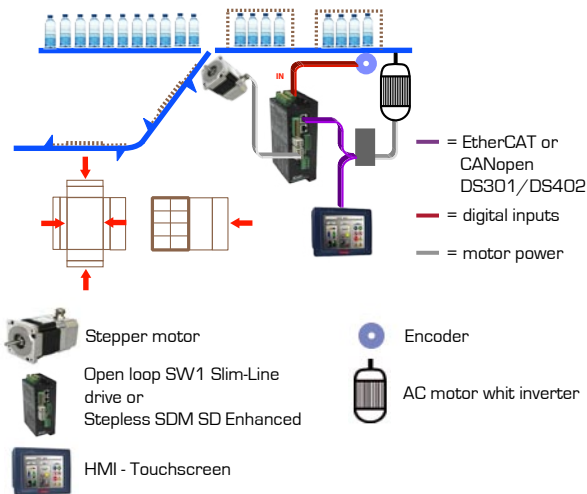 IN
= EtherCAT or
CANopen
DS301/DS402
= digital inputs
= motor power
Stepper motor
Encoder
Open loop SW1 Slim-Line
drive or
Stepless SDM SD Enhanced
AC motor whit inverter
HMI - Touchscreen